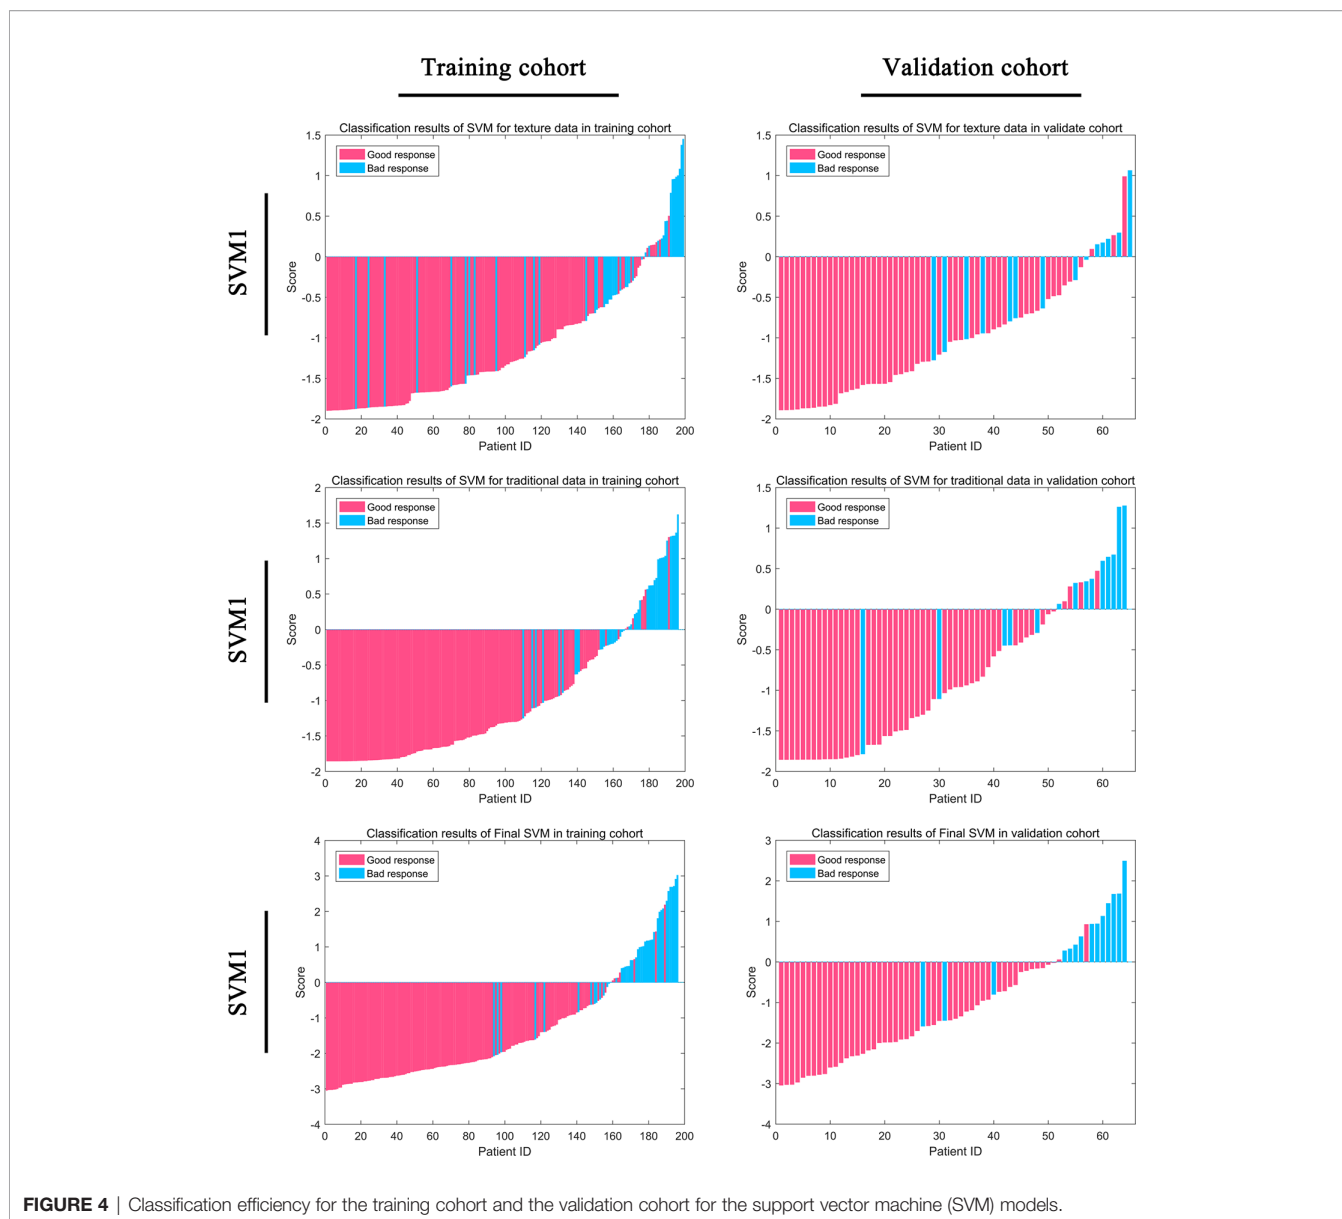 Training cohort
Validation cohort
SVM1
Classification results of SVM for texture data in training cohort
Good response
Bad response
1.5
1
0.5
0
-0.5
-1
-1.5
-2
Score
0 20 40 60 80 100 120 140 160 180 200
Patient ID
Classification results of SVM for texture data in validate cohort
Good response
Bad response
1.5
1
0.5
0
-0.5
-1
-1.5
-2
Score
0 10 20 30 40 50 60
Patient ID
SVM1
Classification results of SVM for traditional data in training cohort
Good response
Bad response
2
1.5
1
0.5
0
-0.5
-1
-1.5
-2
Score
0 20 40 60 80 100 120 140 160 180 200
Patient ID
Classification results of SVM for traditional data in validation cohort
Good response
Bad response
1.5
1
0.5
0
-0.5
-1
-1.5
-2
Score
0 10 20 30 40 50 60
Patient ID
SVM1
Classification results of Final SVM in training cohort
Good response
Bad response
4
3
2
1
0
-1
-2
-3
-4
Score
0 20 40 60 80 100 120 140 160 180 200
Patient ID
Classification results of Final SVM in validation cohort
Good response
Bad response
3
2
1
0
-1
-2
-3
-4
Score
0 10 20 30 40 50 60
Patient ID
FIGURE 4 | Classification efficiency for the training cohort and the validation cohort for the support vector machine (SVM) models.